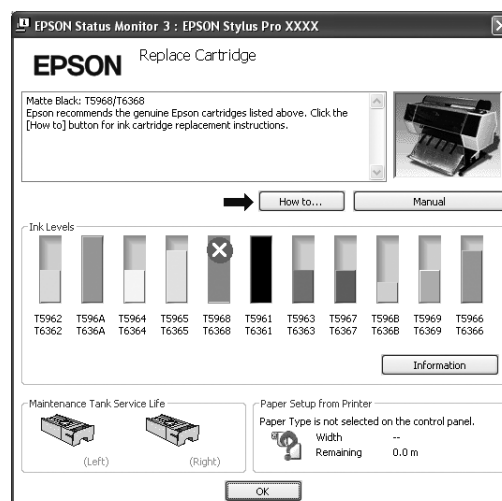 EPSON Status Monitor 3 : EPSON Stylus Pro XXXX
EPSON
Replace Cartridge
Matte Black: T5968/T6368
Epson recommends the genuine Epson cartridges listed above. Click the
[How to] button for ink cartridge replacement instructions.
How to...
Manual
Ink Levels
T5962 T596A T5964 T5965 T5968 T5961 T5963 T5967 T596B T5969 T5966
T6362 T636A T6364 T6365 T6368 T6361 T6363 T6367 T636B T6369 T6366
Information
Maintenance Tank Service Life
(Left) (Right)
Paper Setup from Printer
Paper Type is not selected on the control panel.
Width --
Remaining 0.0 m
OK